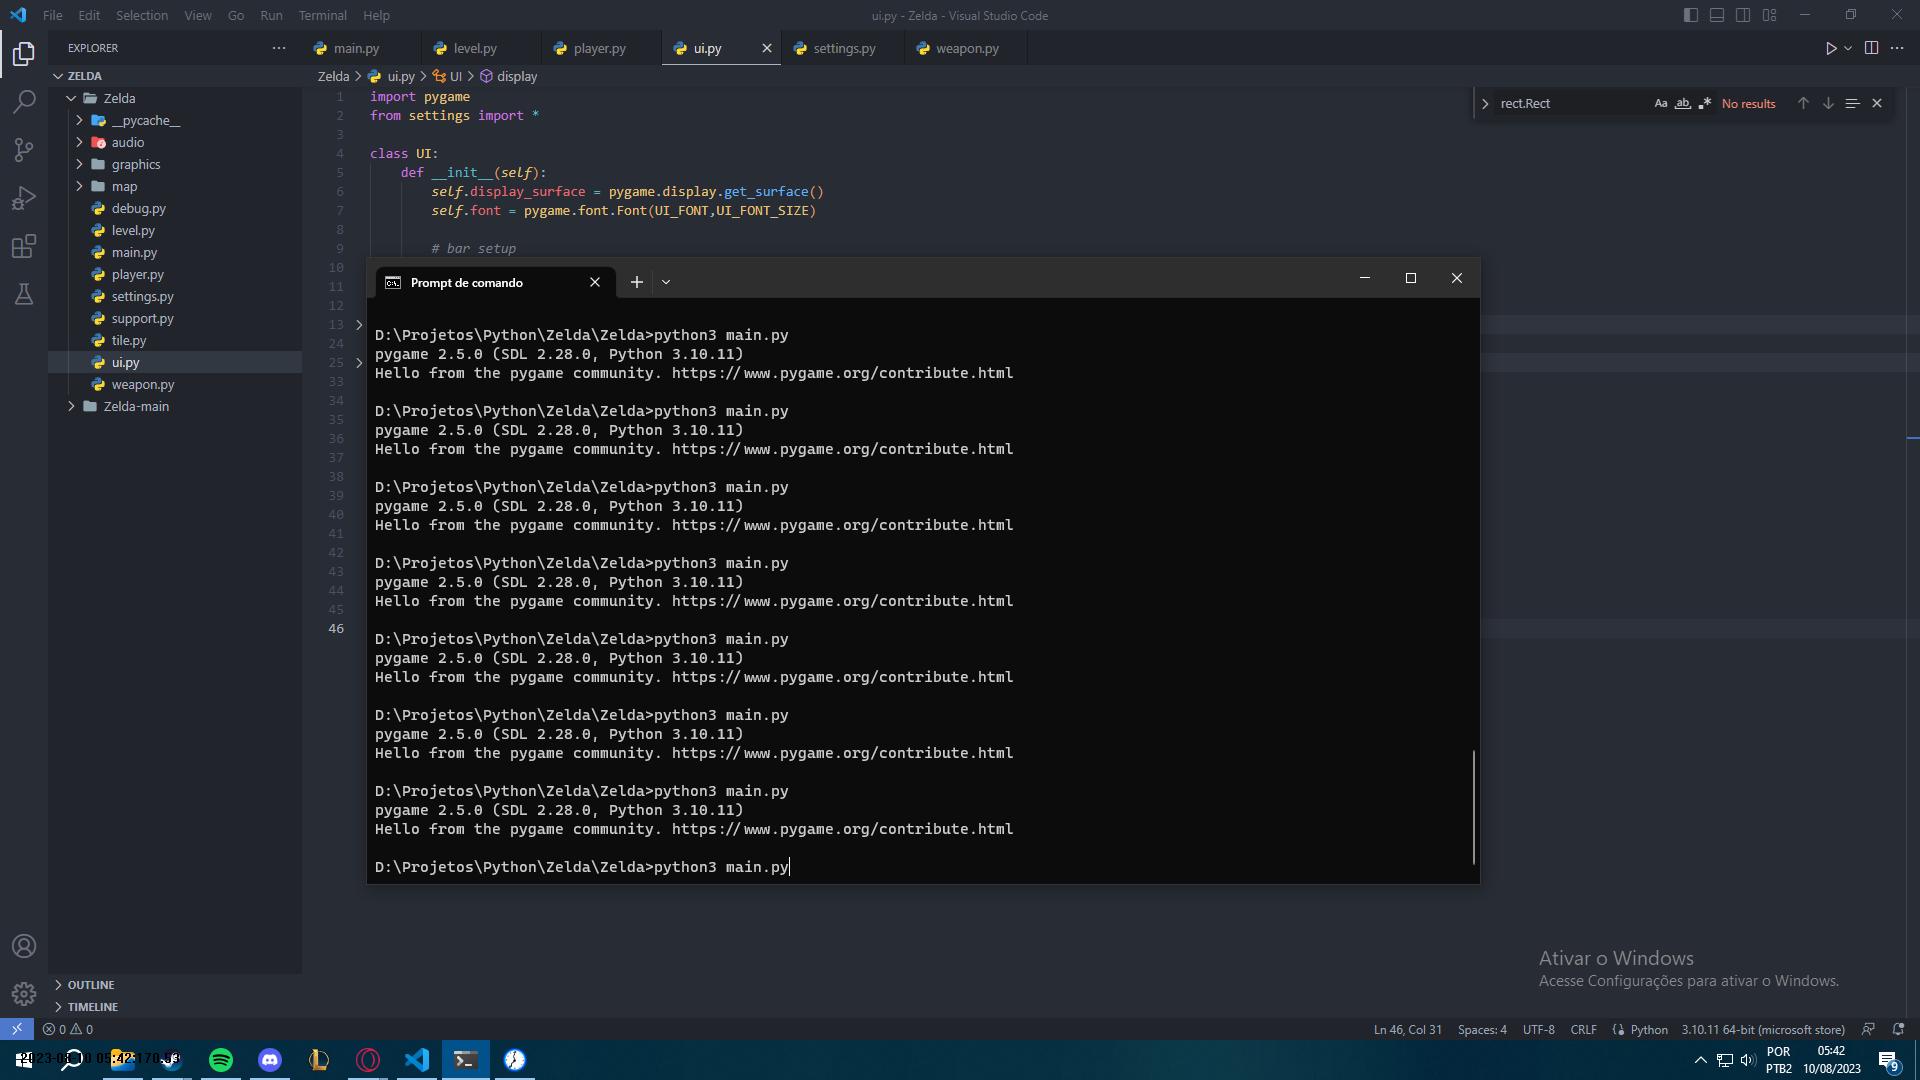 File Edit Selection View Go Run Terminal Help
ui.py - Zelda - Visual Studio Code
EXPLORER
main.py level.py player.py ui.py settings.py weapon.py
ZELDA
Zelda > ui.py > UI > display
Zelda
__pycache__
audio
graphics
map
debug.py
level.py
main.py
player.py
settings.py
support.py
tile.py
ui.py
weapon.py
Zelda-main
OUTLINE
TIMELINE
rect.Rect Aa ab No results
1 import pygame
2 from settings import *
3
4 class UI:
5 def __init__(self):
6 self.display_surface = pygame.display.get_surface()
7 self.font = pygame.font.Font(UI_FONT,UI_FONT_SIZE)
8
9 # bar setup
10
11
12
13
24
25
33
34
35
36
37
38
39
40
41
42
43
44
45
46
Prompt de comando
D:\Projetos\Python\Zelda\Zelda>python3 main.py
pygame 2.5.0 (SDL 2.28.0, Python 3.10.11)
Hello from the pygame community. https://www.pygame.org/contribute.html
D:\Projetos\Python\Zelda\Zelda>python3 main.py
pygame 2.5.0 (SDL 2.28.0, Python 3.10.11)
Hello from the pygame community. https://www.pygame.org/contribute.html
D:\Projetos\Python\Zelda\Zelda>python3 main.py
pygame 2.5.0 (SDL 2.28.0, Python 3.10.11)
Hello from the pygame community. https://www.pygame.org/contribute.html
D:\Projetos\Python\Zelda\Zelda>python3 main.py
pygame 2.5.0 (SDL 2.28.0, Python 3.10.11)
Hello from the pygame community. https://www.pygame.org/contribute.html
D:\Projetos\Python\Zelda\Zelda>python3 main.py
pygame 2.5.0 (SDL 2.28.0, Python 3.10.11)
Hello from the pygame community. https://www.pygame.org/contribute.html
D:\Projetos\Python\Zelda\Zelda>python3 main.py
pygame 2.5.0 (SDL 2.28.0, Python 3.10.11)
Hello from the pygame community. https://www.pygame.org/contribute.html
D:\Projetos\Python\Zelda\Zelda>python3 main.py
pygame 2.5.0 (SDL 2.28.0, Python 3.10.11)
Hello from the pygame community. https://www.pygame.org/contribute.html
D:\Projetos\Python\Zelda\Zelda>python3 main.py
Ativar o Windows
Acesse Configurações para ativar o Windows.
0 0
Ln 46, Col 31 Spaces: 4 UTF-8 CRLF Python 3.10.11 64-bit (microsoft store)
POR
PTB2
05:42
10/08/2023
9